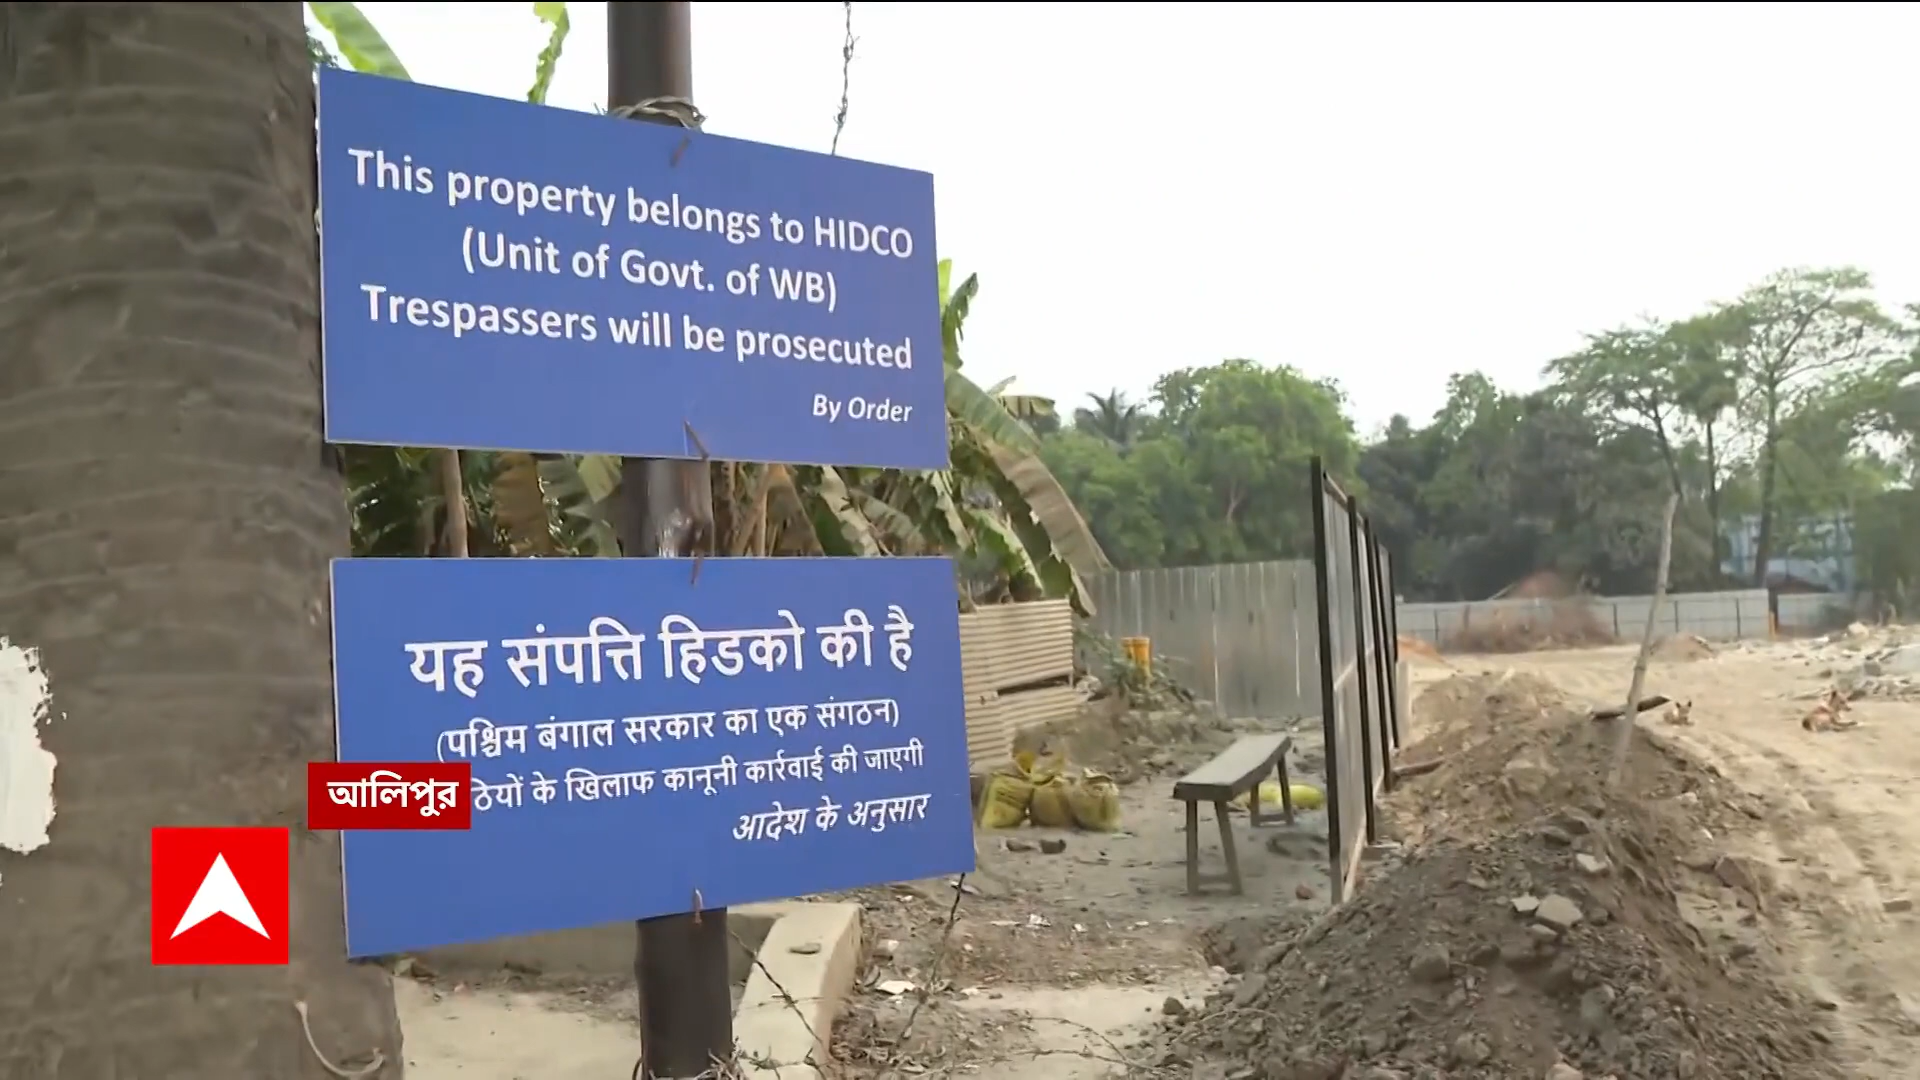 This property belongs to HIDCO
(Unit of Govt. of WB)
Trespassers will be prosecuted
By Order
यह संपत्ति हिडको की है
(पश्चिम बंगाल सरकार का एक संगठन)
के खिलाफ कानूनी कार्रवाई की जाएगी
आदेश के अनुसार
আলিপুর